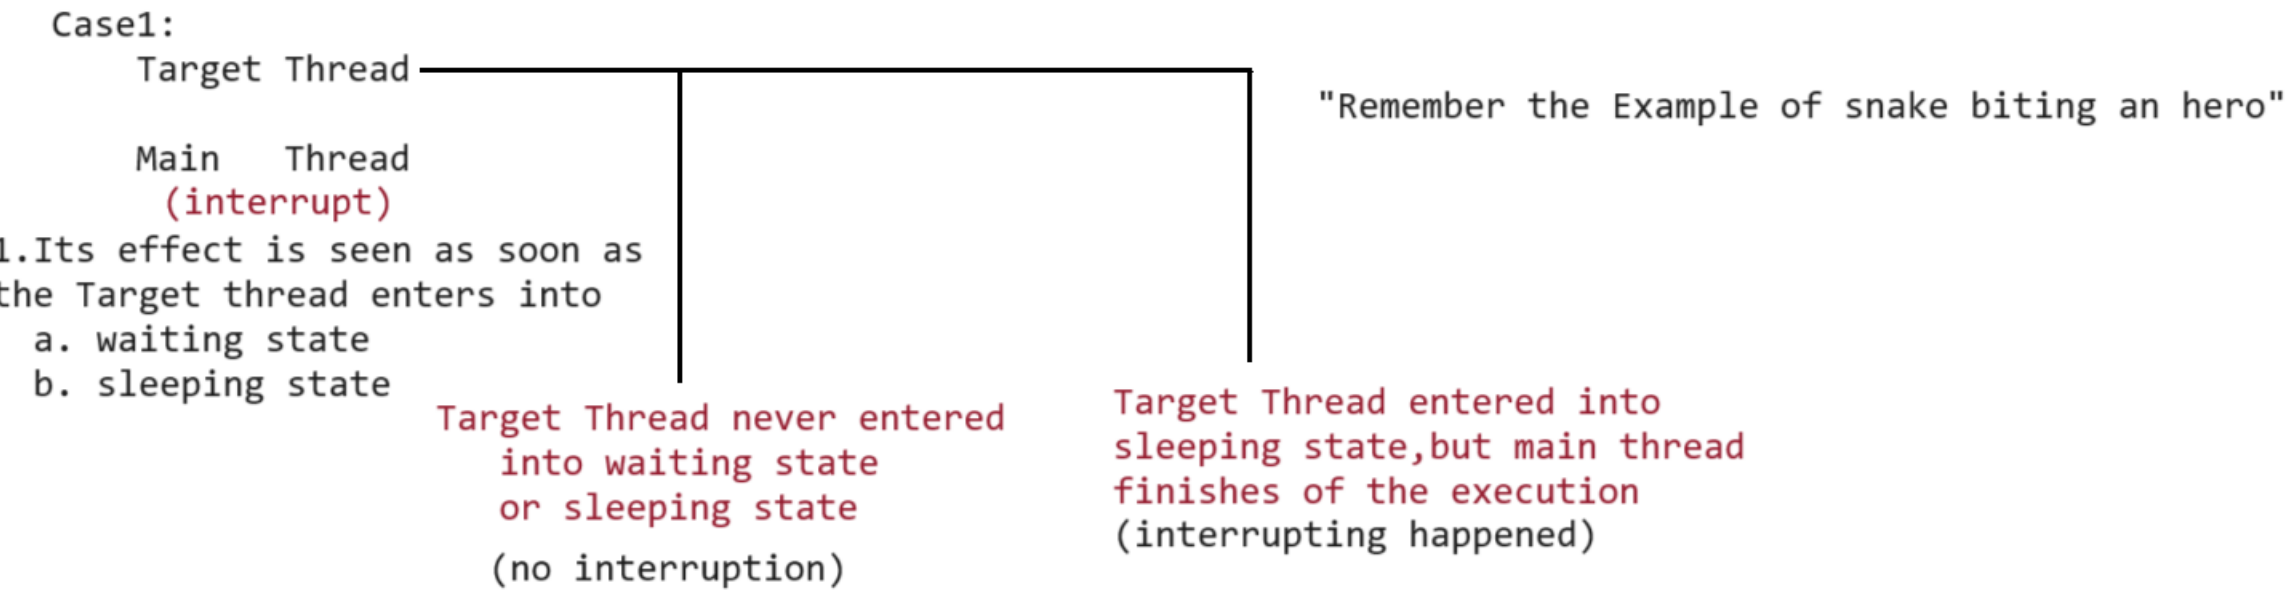 Case1:
Target Thread
"Remember the Example of snake biting an hero"
Main Thread
(interrupt)
1.Its effect is seen as soon as
the Target thread enters into
a. waiting state
b. sleeping state
Target Thread never entered
into waiting state
or sleeping state
(no interruption)
Target Thread entered into
sleeping state,but main thread
finishes of the execution
(interrupting happened)